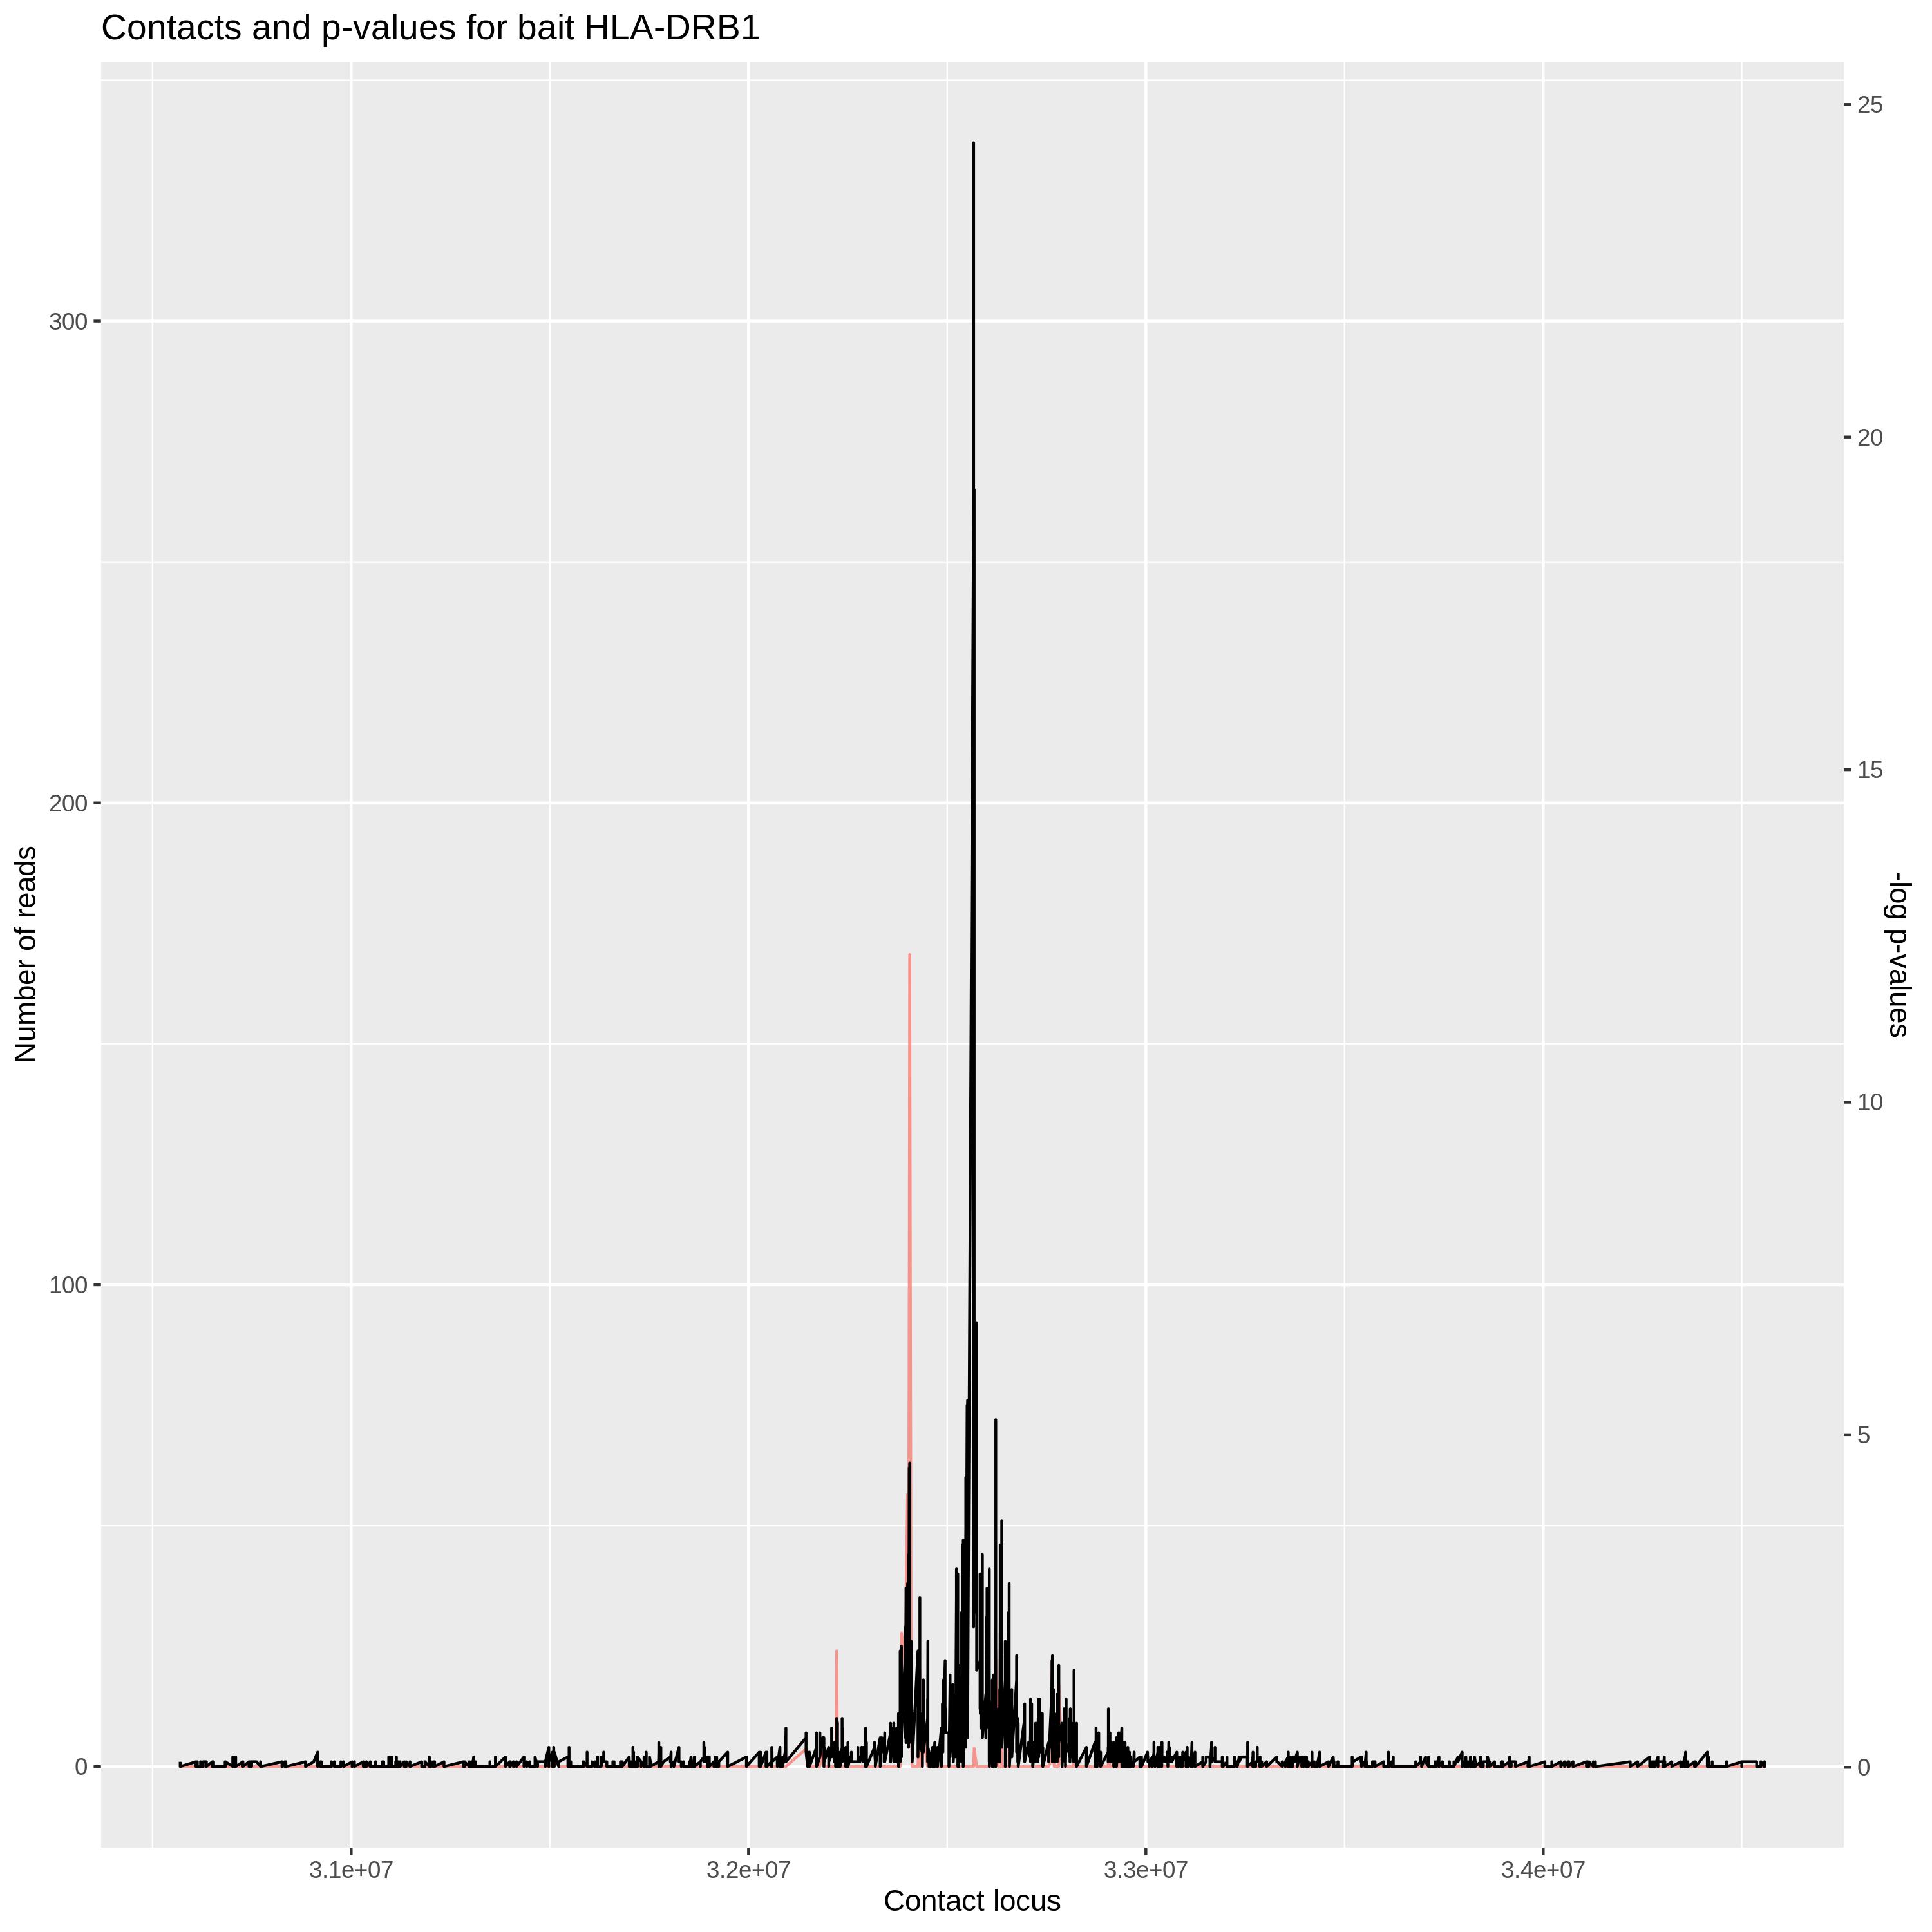 Contacts and p-values for bait HLA-DRB1
300
200
100
0
25
20
15
10
5
0
Number of reads
-log p-values
3.1e+07
3.2e+07
3.3e+07
3.4e+07
Contact locus